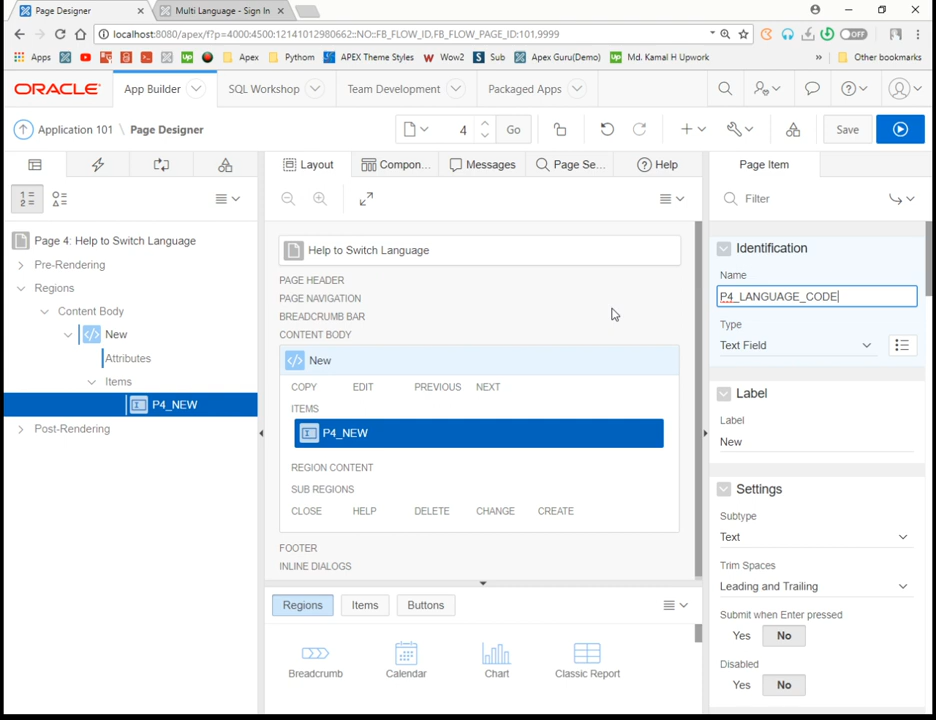 Page Designer
Multi Language - Sign In
localhost:8080/apex/f?p=4000:4500:12141012980662::NO::FB_FLOW_ID,FB_FLOW_PAGE_ID:101,9999
OFF
Apps
Apex
Python
APEX Theme Styles
Wow2
Sub
Apex Guru(Demo)
Md. Kamal H Upwork
»
Other bookmarks
ORACLE
App Builder
SQL Workshop
Team Development
Packaged Apps
Application 101 \ Page Designer
4
Go
Save
Layout
Compon...
Messages
Page Se...
Help
Page Item
Filter
Page 4: Help to Switch Language
Pre-Rendering
Regions
Content Body
New
Attributes
Items
P4_NEW
Post-Rendering
Help to Switch Language
PAGE HEADER
PAGE NAVIGATION
BREADCRUMB BAR
CONTENT BODY
New
COPY EDIT PREVIOUS NEXT
ITEMS
P4_NEW
REGION CONTENT
SUB REGIONS
CLOSE HELP DELETE CHANGE CREATE
FOOTER
INLINE DIALOGS
Regions Items Buttons
Breadcrumb Calendar Chart Classic Report
Identification
Name
P4_LANGUAGE_CODE
Type
Text Field
Label
Label
New
Settings
Subtype
Text
Trim Spaces
Leading and Trailing
Submit when Enter pressed
Yes No
Disabled
Yes No